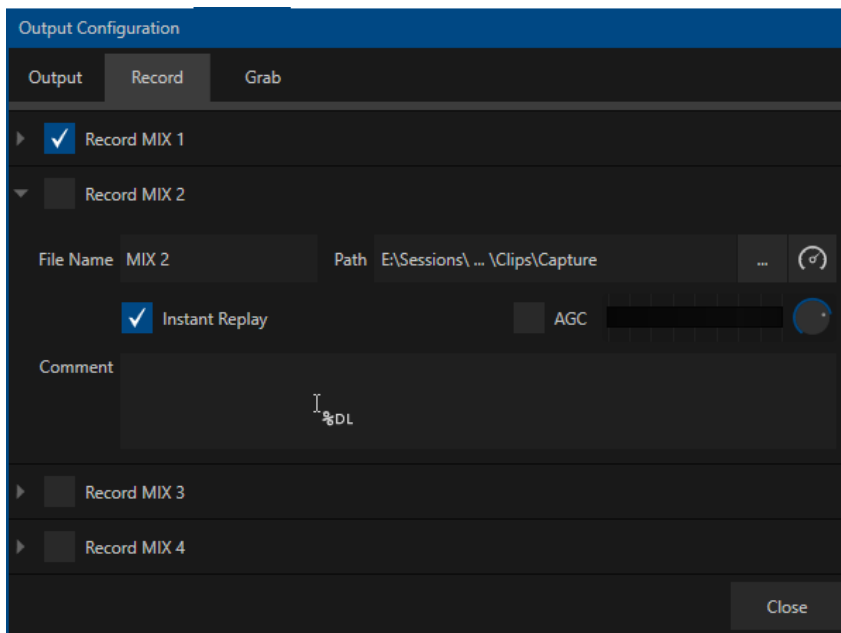 Output Configuration
Output Record Grab
Record MIX 1
Record MIX 2
File Name MIX 2 Path E:\Sessions\ ... \Clips\Capture ...
Instant Replay AGC
Comment
%DL
Record MIX 3
Record MIX 4
Close